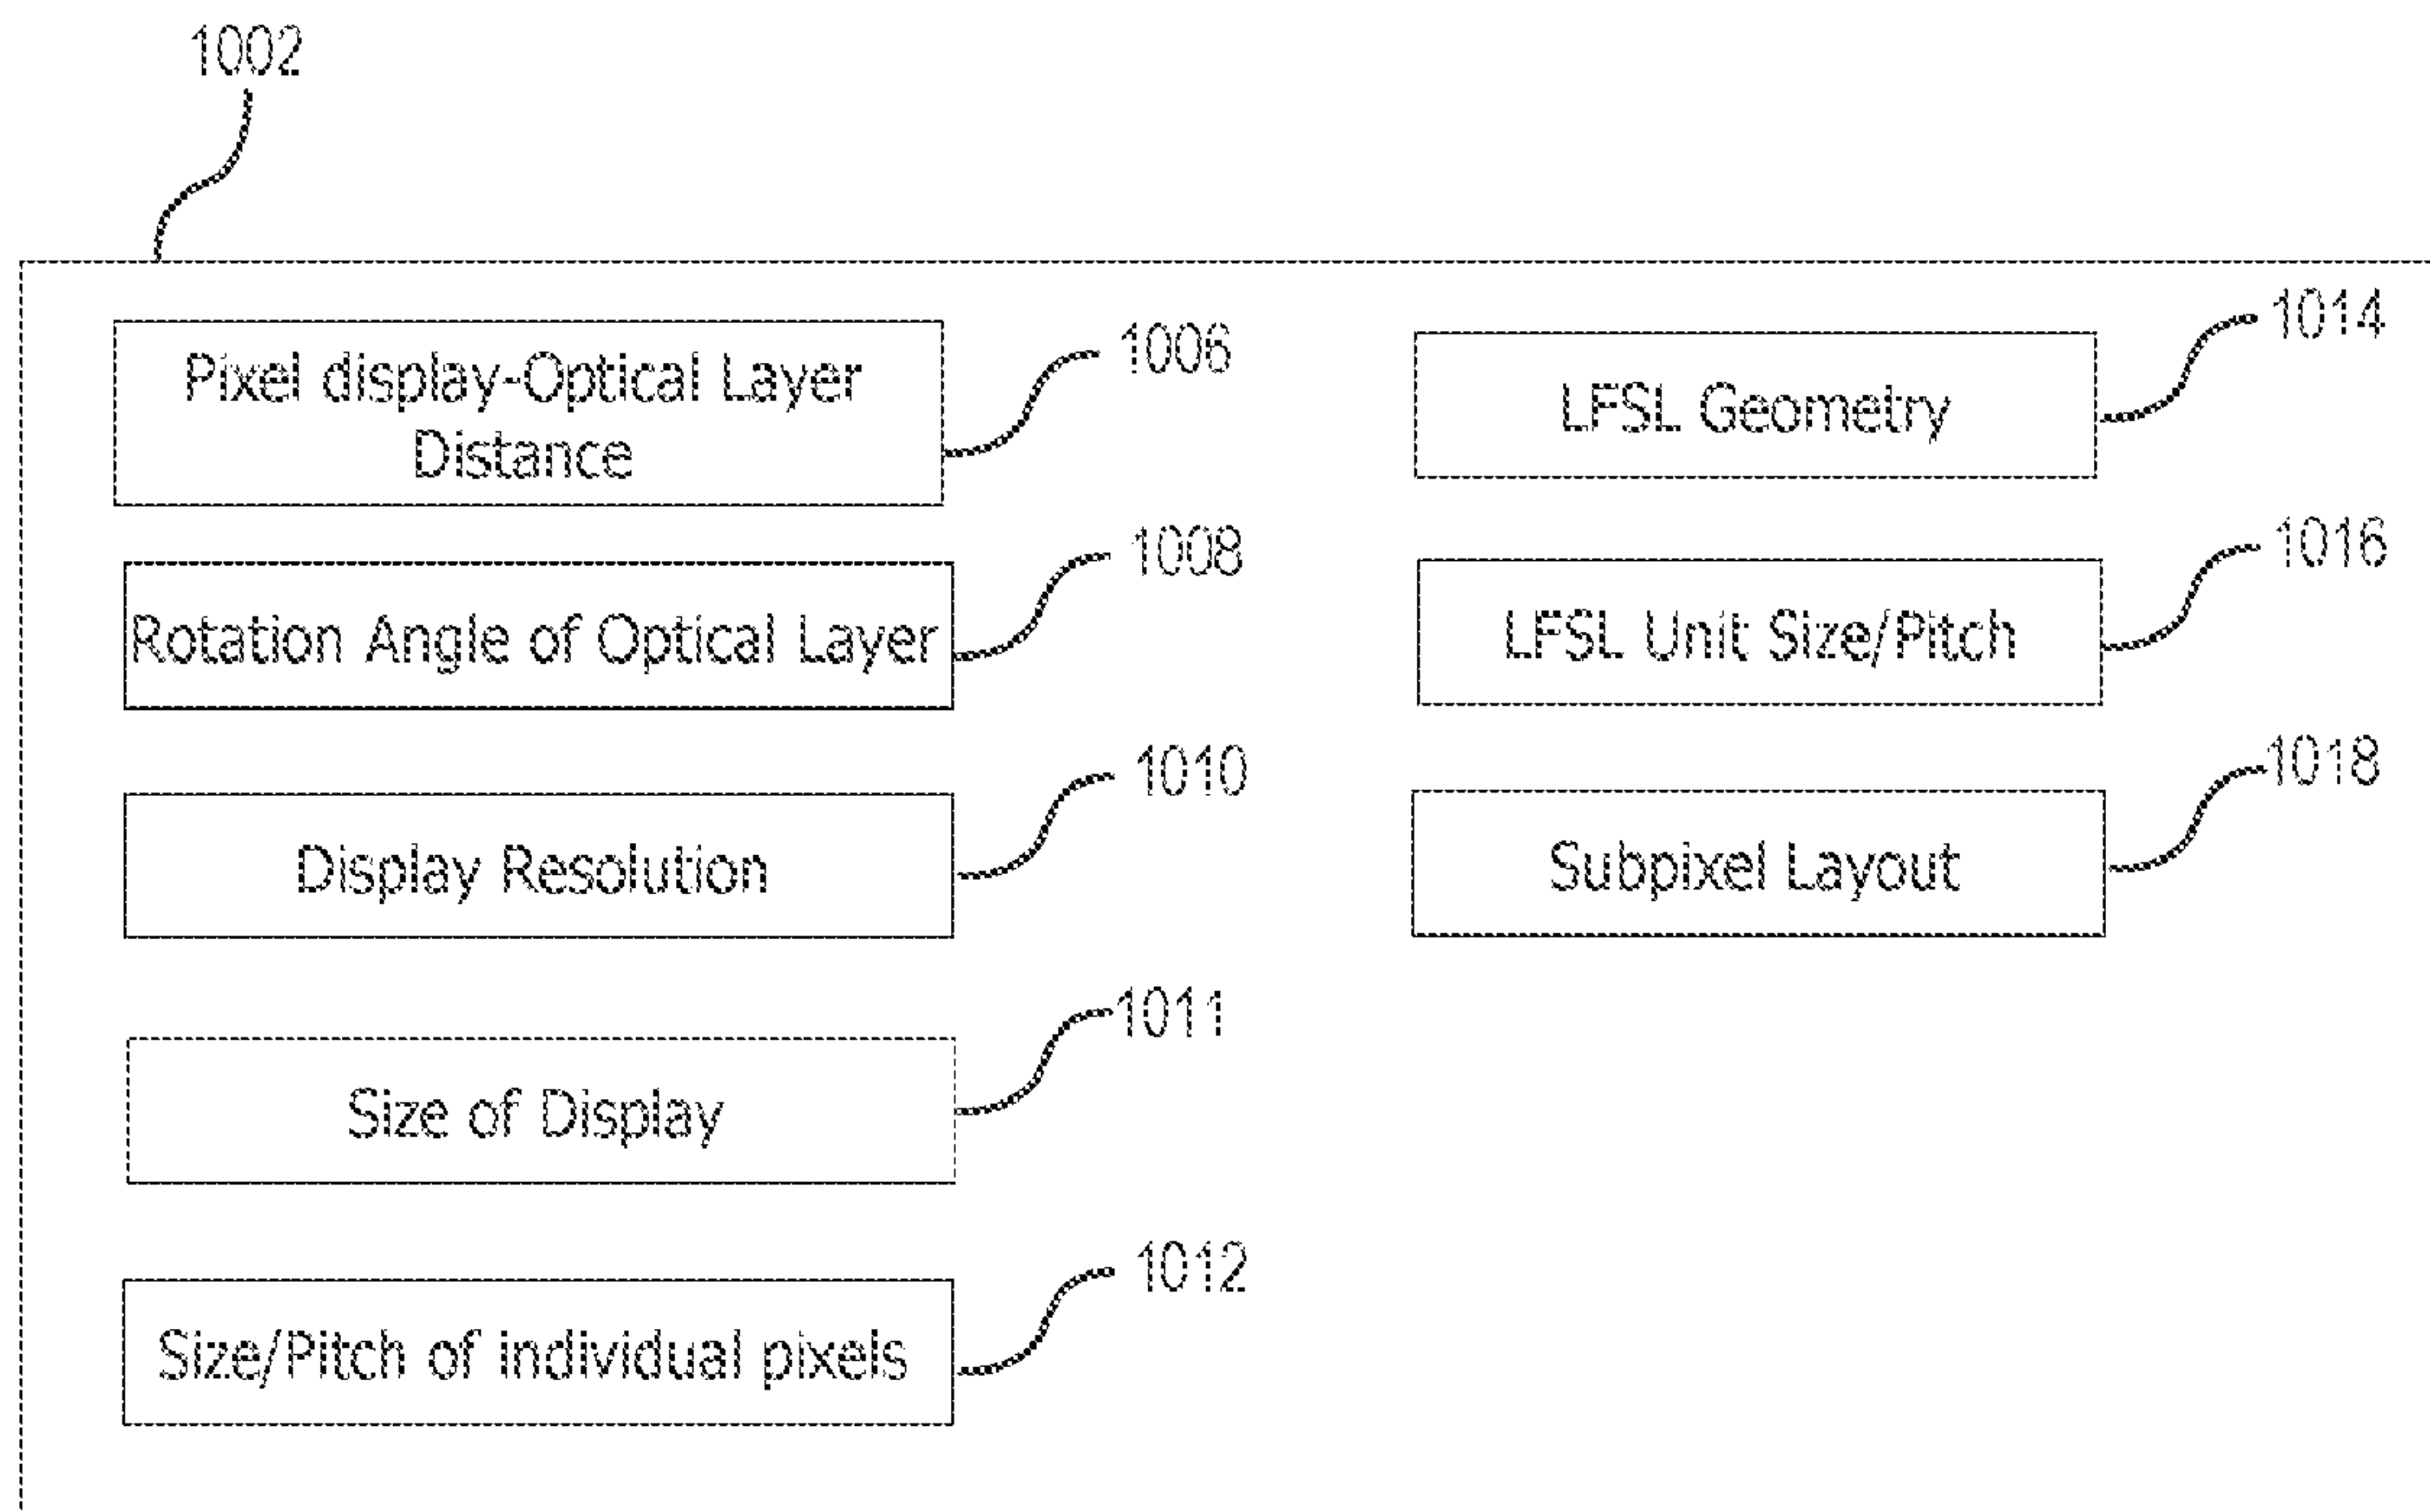 1002
Pixel display-Optical Layer
Distance
1006
Rotation Angle of Optical Layer
1008
Display Resolution
1010
Size of Display
1011
Size/Pitch of individual pixels
1012
LFSL Geometry
1014
LFSL Unit Size/Pitch
1016
Subpixel Layout
1018